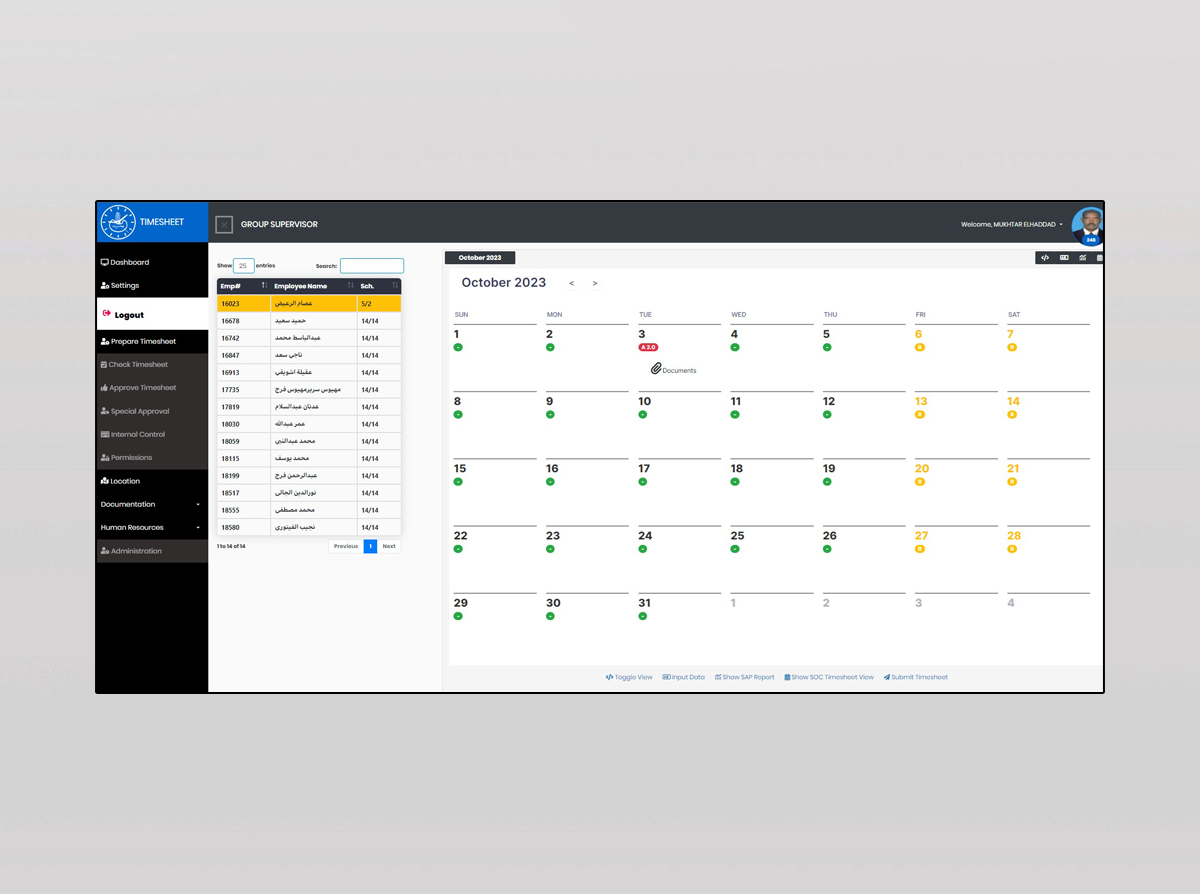 TIMESHEET
GROUP SUPERVISOR
Welcome, MUKHTAR ELHADDAD
246
Dashboard
Settings
Logout
Prepare Timesheet
Check Timesheet
Approve Timesheet
Special Approval
Internal Control
Permissions
Location
Documentation
Human Resources
Administration
Show 25 entries Search:
Emp# Employee Name Sch.
16023 عصام الرعيض 5/2
16678 حميد سعيد 14/14
16742 عبدالباسط محمد 14/14
16847 ناجي سعد 14/14
16913 عقيلة اشويقي 14/14
17735 مهيوس سريرمهيوس فرج 14/14
17819 عدنان عبدالسلام 14/14
18030 عمر عبدالله 14/14
18059 محمد عبدالنبي 14/14
18115 محمد يوسف 14/14
18199 عبدالرحمن فرج 14/14
18517 نورالدين الجالي 14/14
18555 محمد مصطفى 14/14
18580 نجيب الفيتوري 14/14
1 to 14 of 14 Previous 1 Next
October 2023
October 2023 < >
SUN MON TUE WED THU FRI SAT
1 2 3 4 5 6 7
A 2.0
Documents
8 9 10 11 12 13 14
15 16 17 18 19 20 21
22 23 24 25 26 27 28
29 30 31 1 2 3 4
Toggle View Input Data Show SAP Report Show SOC Timesheet View Submit Timesheet